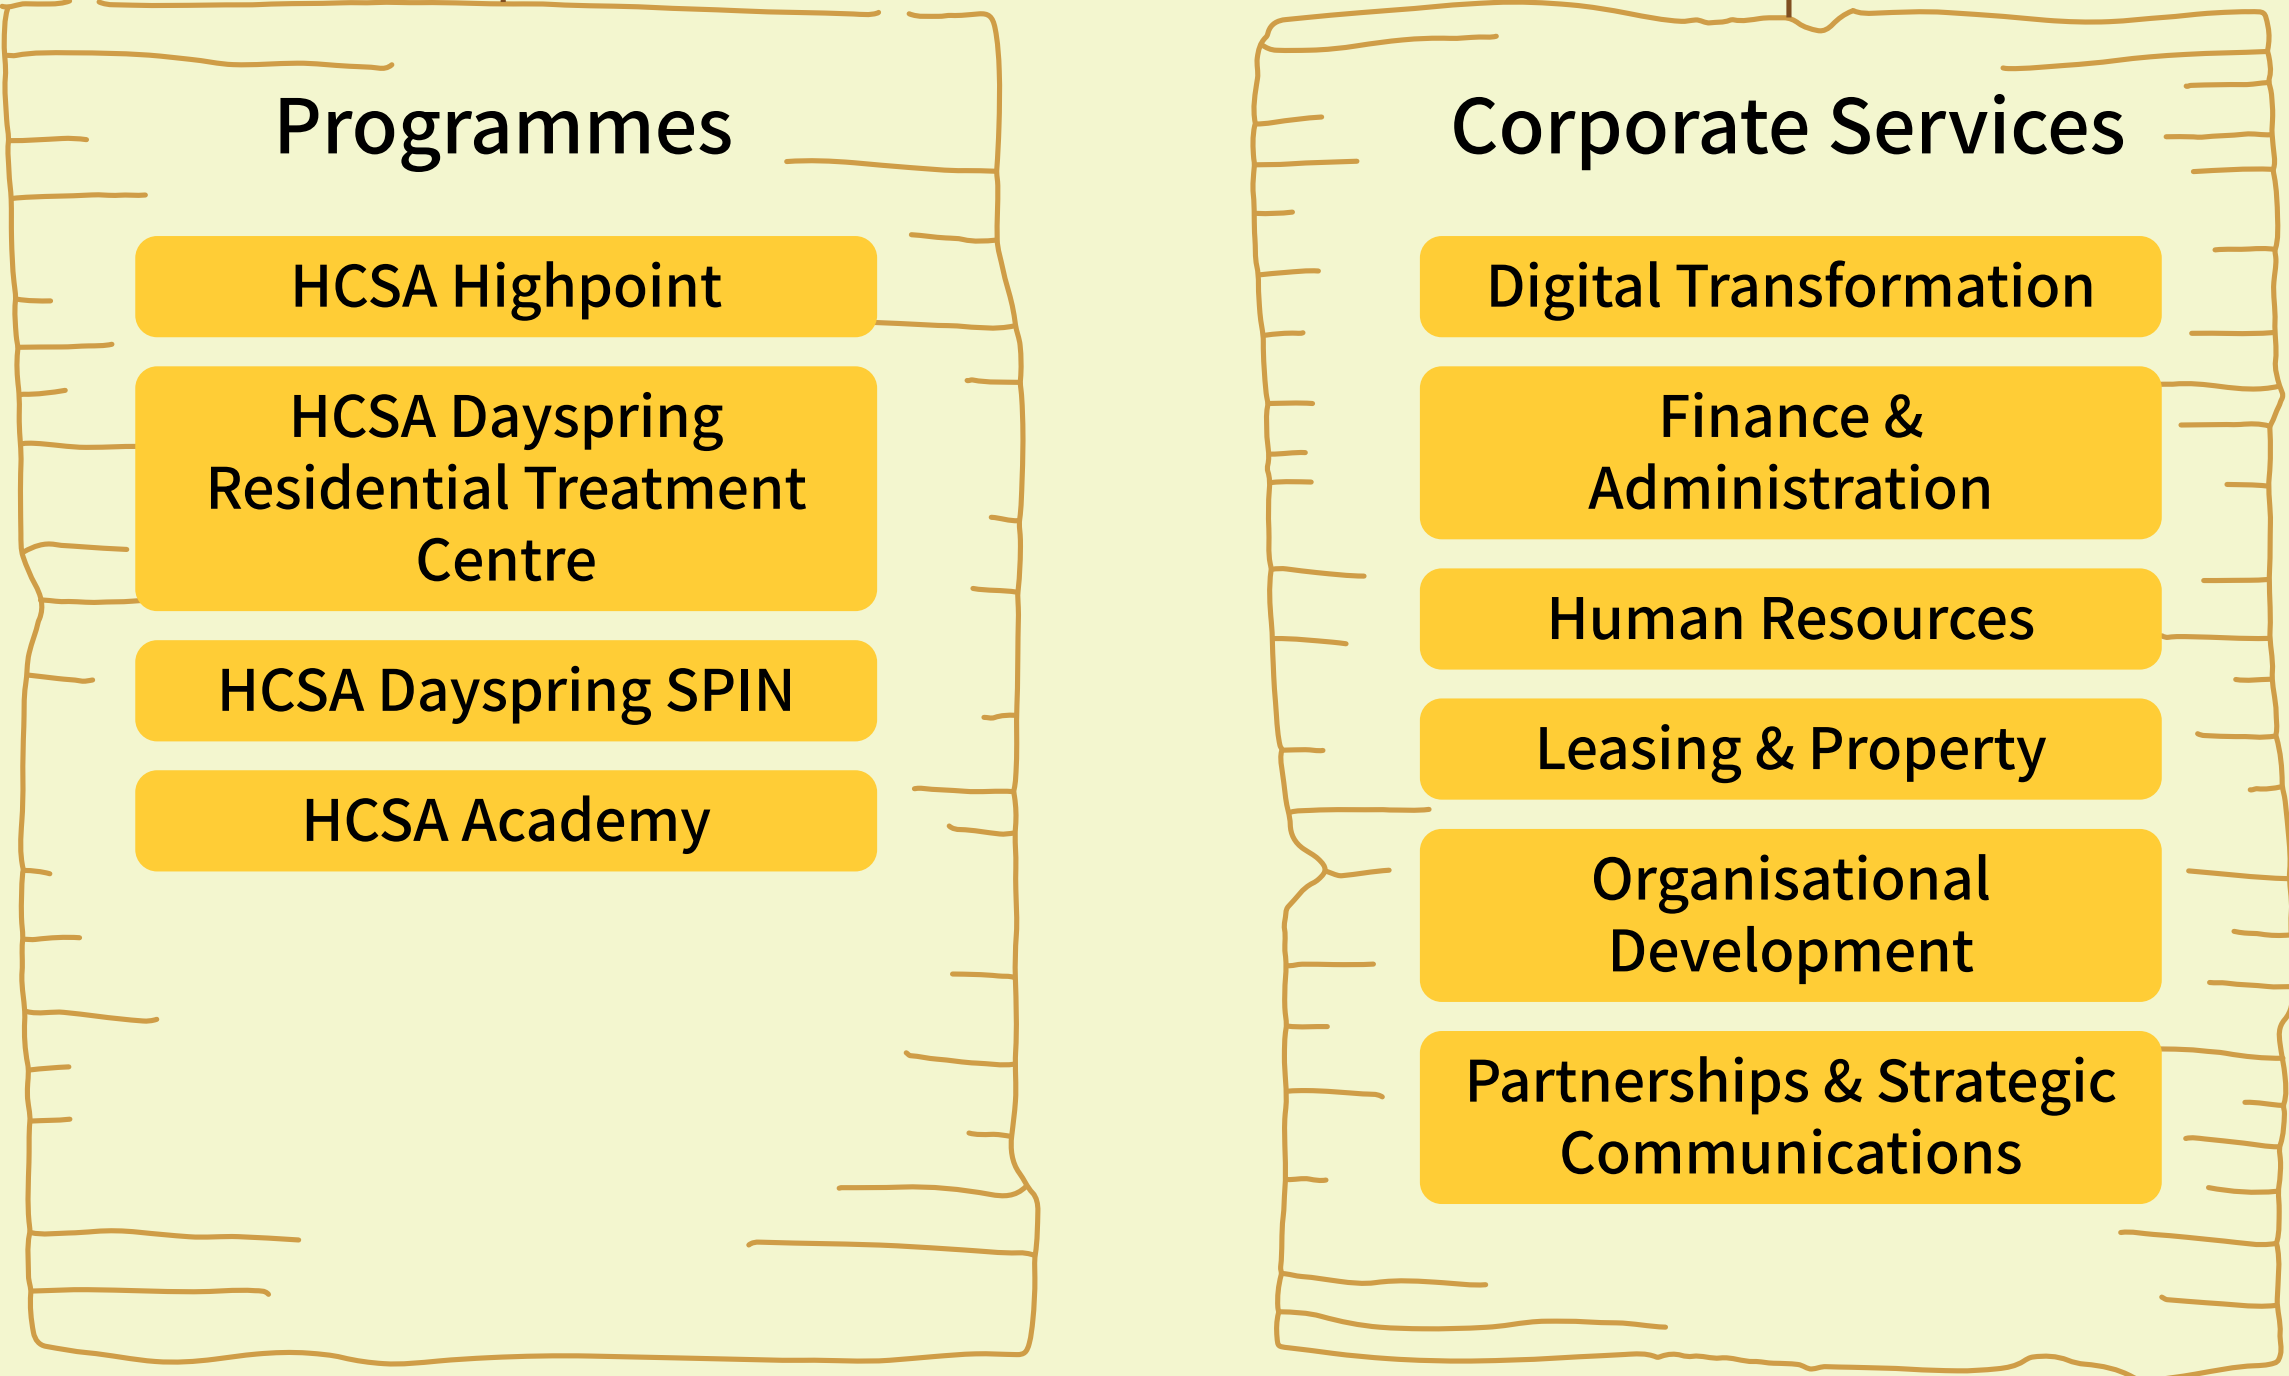 Programmes
HCSA Highpoint
HCSA Dayspring
Residential Treatment
Centre
HCSA Dayspring SPIN
HCSA Academy
Corporate Services
Digital Transformation
Finance &
Administration
Human Resources
Leasing & Property
Organisational
Development
Partnerships & Strategic
Communications